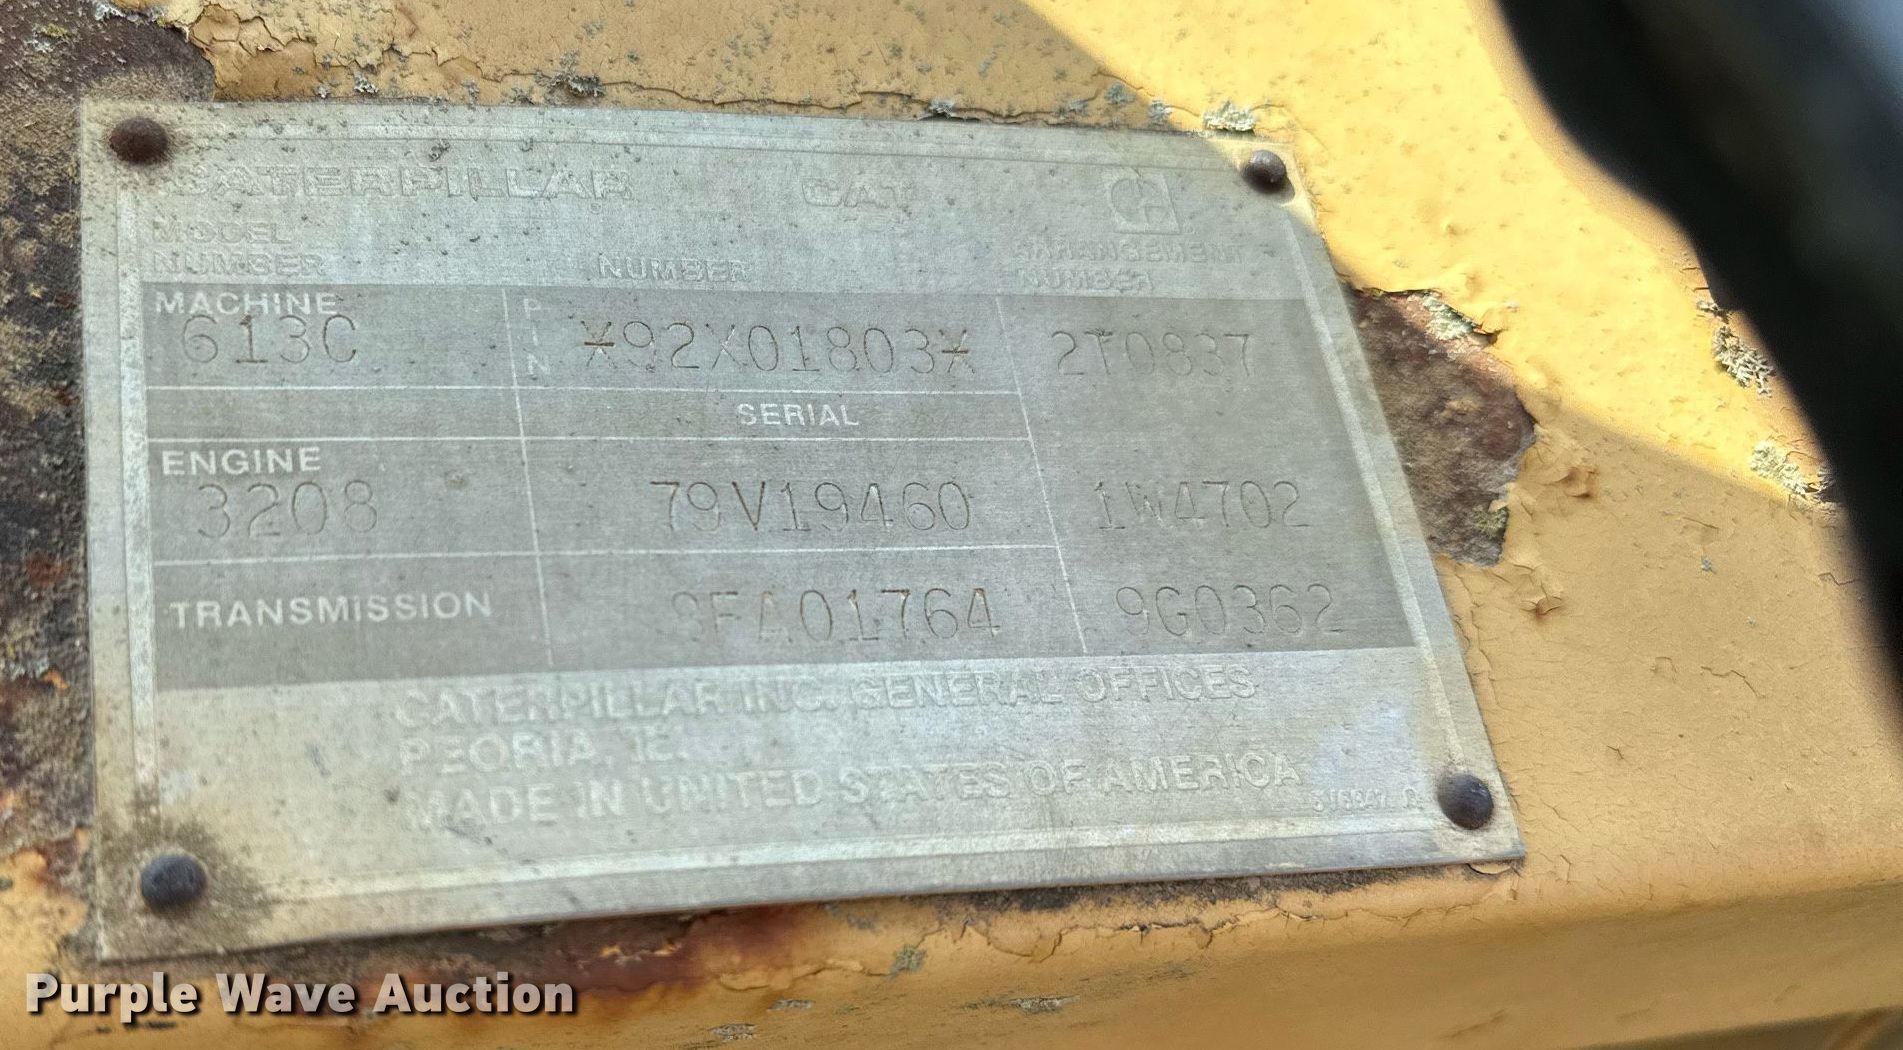 CATERPILLAR CAT
MODEL
NUMBER NUMBER ARRANGEMENT
NUMBER
MACHINE
613C PIN *92X01803* 2T0837
SERIAL
ENGINE
3208 79V19460 1W4702
TRANSMISSION 9FA01764 9G0362
CATERPILLAR INC. GENERAL OFFICES
PEORIA, IL.
MADE IN UNITED STATES OF AMERICA
Purple Wave Auction